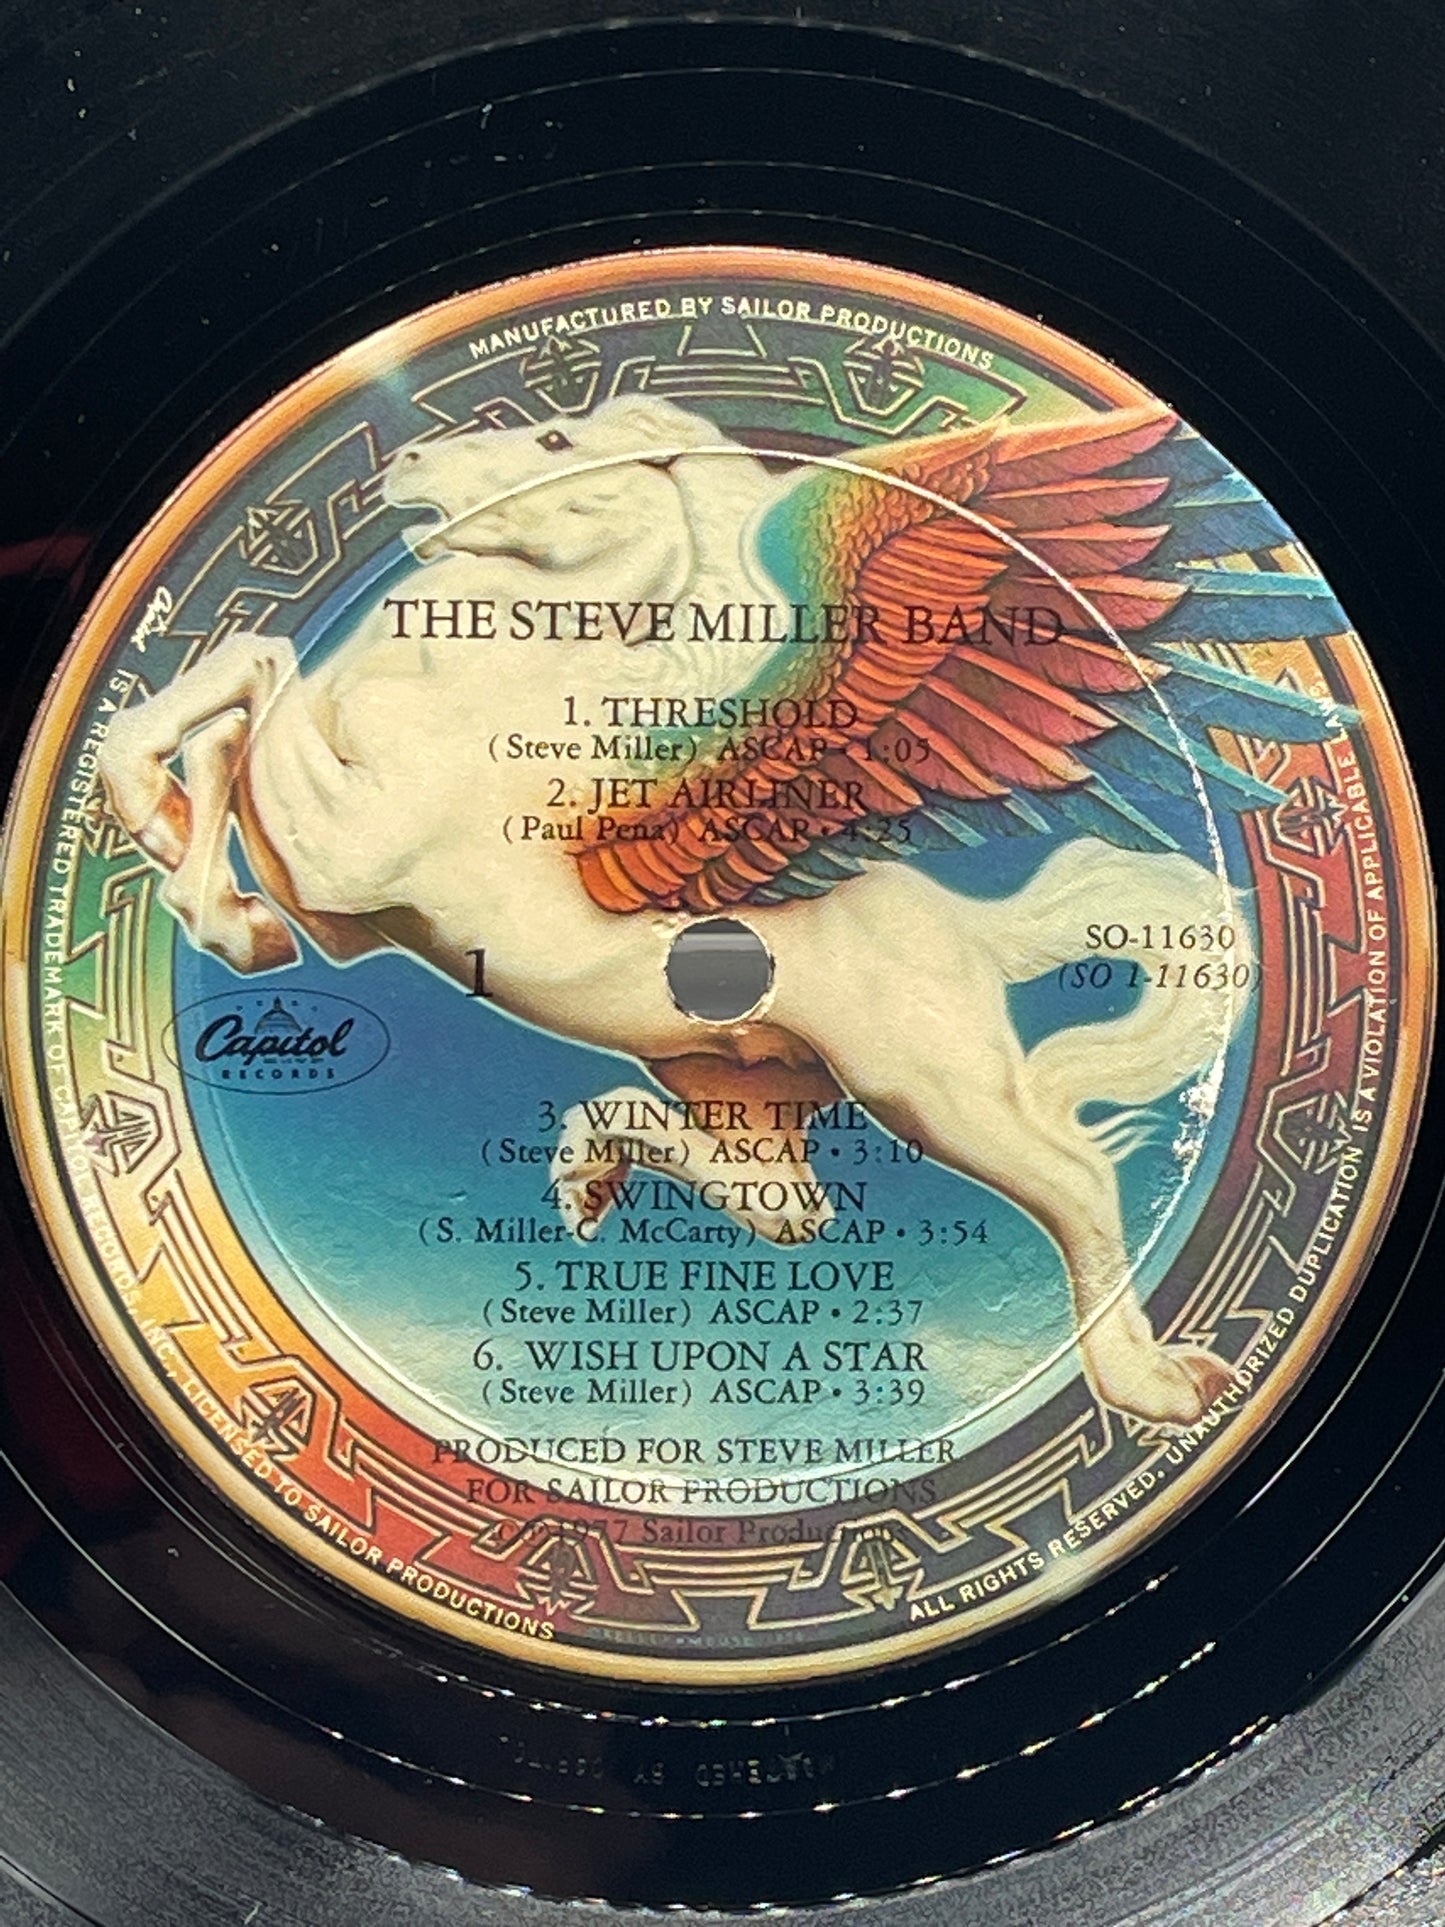 MANUFACTURED BY SAILOR PRODUCTIONS
THE STEVE MILLER BAND
1. THRESHOLD
(Steve Miller) ASCAP • 1:05
2. JET AIRLINER
(Paul Pena) ASCAP • 4:25
SO-11630
(SO 1-11630)
1
Capitol
RECORDS
3. WINTER TIME
(Steve Miller) ASCAP • 3:10
4. SWINGTOWN
(S. Miller-C. McCarty) ASCAP • 3:54
5. TRUE FINE LOVE
(Steve Miller) ASCAP • 2:37
6. WISH UPON A STAR
(Steve Miller) ASCAP • 3:39
PRODUCED FOR STEVE MILLER
FOR SAILOR PRODUCTIONS
1977 Sailor Productions
Capitol IS A REGISTERED TRADEMARK OF CAPITOL RECORDS, INC., LICENSED TO SAILOR PRODUCTIONS
ALL RIGHTS RESERVED. UNAUTHORIZED DUPLICATION IS A VIOLATION OF APPLICABLE LAWS.
MASTERED BY